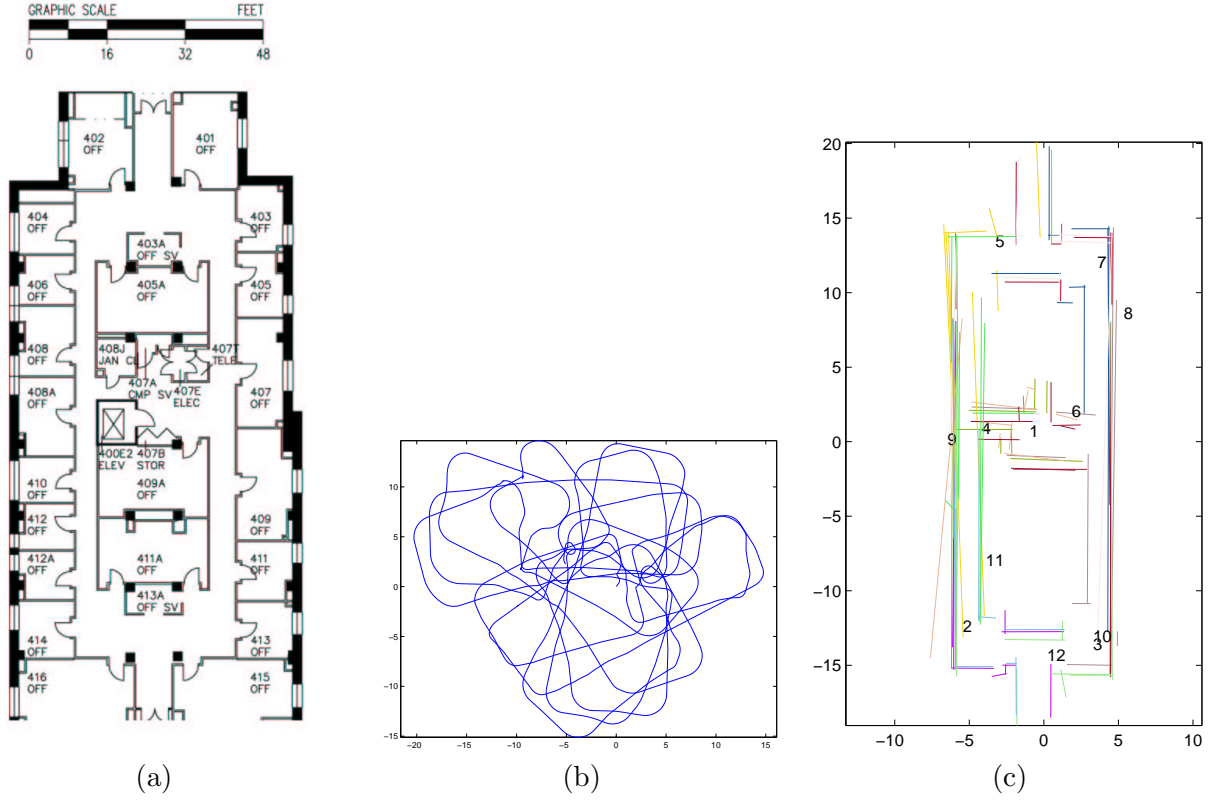 GRAPHIC SCALE FEET
0 16 32 48
402
OFF
401
OFF
404
OFF
403
OFF
403A
OFF SV
406
OFF
405A
OFF
405
OFF
408
OFF
408J
JAN CL
407T
TELE
407A
CMP SV
407E
ELEC
407
OFF
408A
OFF
400E2
ELEV
407B
STOR
410
OFF
409A
OFF
412
OFF
409
OFF
412A
OFF
411A
OFF
411
OFF
413A
OFF SV
414
OFF
413
OFF
416
OFF
415
OFF
(a)
10
5
0
−5
−10
−15
−20 −15 −10 −5 0 5 10 15
(b)
20
15
10
5
0
−5
−10
−15
−10 −5 0 5 10
5
7
8
6
1
4
9
11
2
10
3
12
(c)